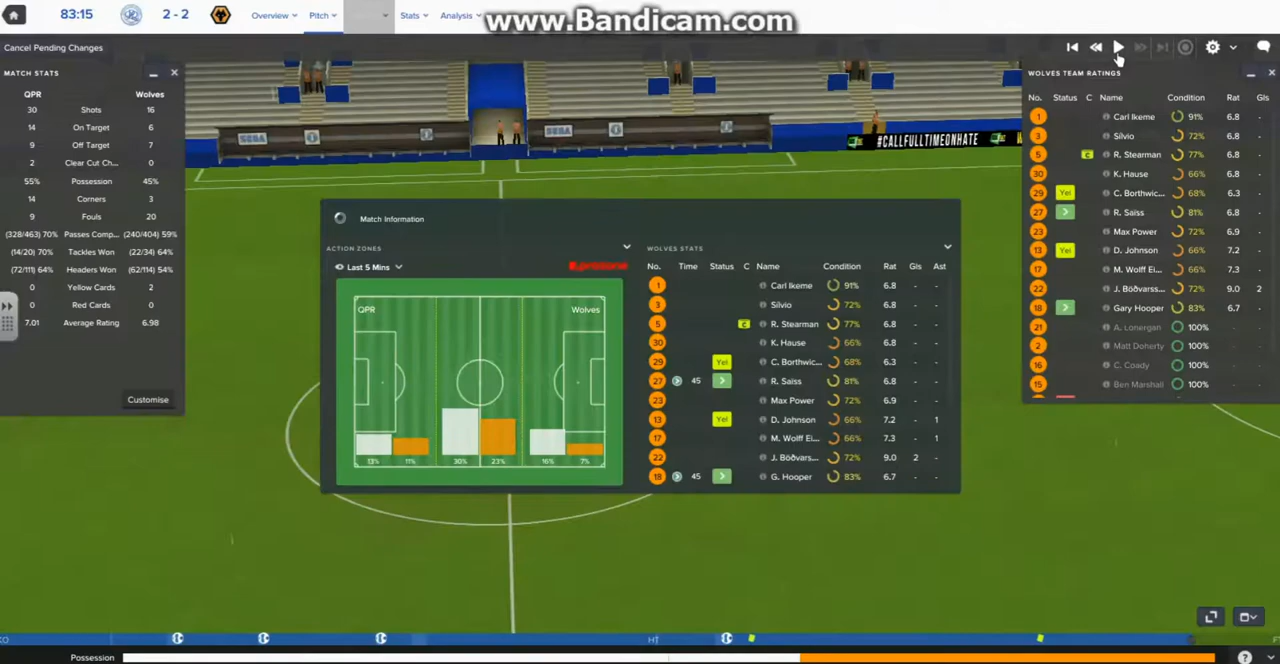 83:15 2 - 2 Overview Pitch Stats Analysis www.Bandicam.com
Cancel Pending Changes
MATCH STATS
QPR Wolves
30 Shots 16
14 On Target 6
9 Off Target 7
2 Clear Cut Ch... 0
55% Possession 45%
14 Corners 3
9 Fouls 20
(328/463) 70% Passes Comp... (240/404) 59%
(14/20) 70% Tackles Won (22/34) 64%
(72/111) 64% Headers Won (62/114) 54%
0 Yellow Cards 2
0 Red Cards 0
7.01 Average Rating 6.98
Customise
SEGA SEGA
#CALLFULLTIMEONHATE
Match Information
ACTION ZONES
Last 5 Mins
QPR Wolves
13% 11% 30% 23% 16% 7%
WOLVES STATS
No. Time Status C Name Condition Rat Gls Ast
1 Carl Ikeme 91% 6.8 - -
3 Sílvio 72% 6.8 - -
5 C R. Stearman 77% 6.8 - -
30 K. Hause 66% 6.8 - -
29 Yel C. Borthwic... 68% 6.3 - -
27 45 R. Saïss 81% 6.8 - -
23 Max Power 72% 6.9 - -
13 Yel D. Johnson 66% 7.2 - 1
17 M. Wolff Ei... 66% 7.3 - 1
22 J. Böðvars... 72% 9.0 2 -
18 45 G. Hooper 83% 6.7 - -
WOLVES TEAM RATINGS
No. Status C Name Condition Rat Gls
1 Carl Ikeme 91% 6.8 -
3 Sílvio 72% 6.8 -
5 C R. Stearman 77% 6.8 -
30 K. Hause 66% 6.8 -
29 Yel C. Borthwic... 68% 6.3 -
27 R. Saïss 81% 6.8 -
23 Max Power 72% 6.9 -
13 Yel D. Johnson 66% 7.2 -
17 M. Wolff Ei... 66% 7.3 -
22 J. Böðvarss... 72% 9.0 2
18 Gary Hooper 83% 6.7 -
21 A. Lonergan 100% - -
2 Matt Doherty 100% - -
16 C. Coady 100% - -
15 Ben Marshall 100% - -
HT
Possession